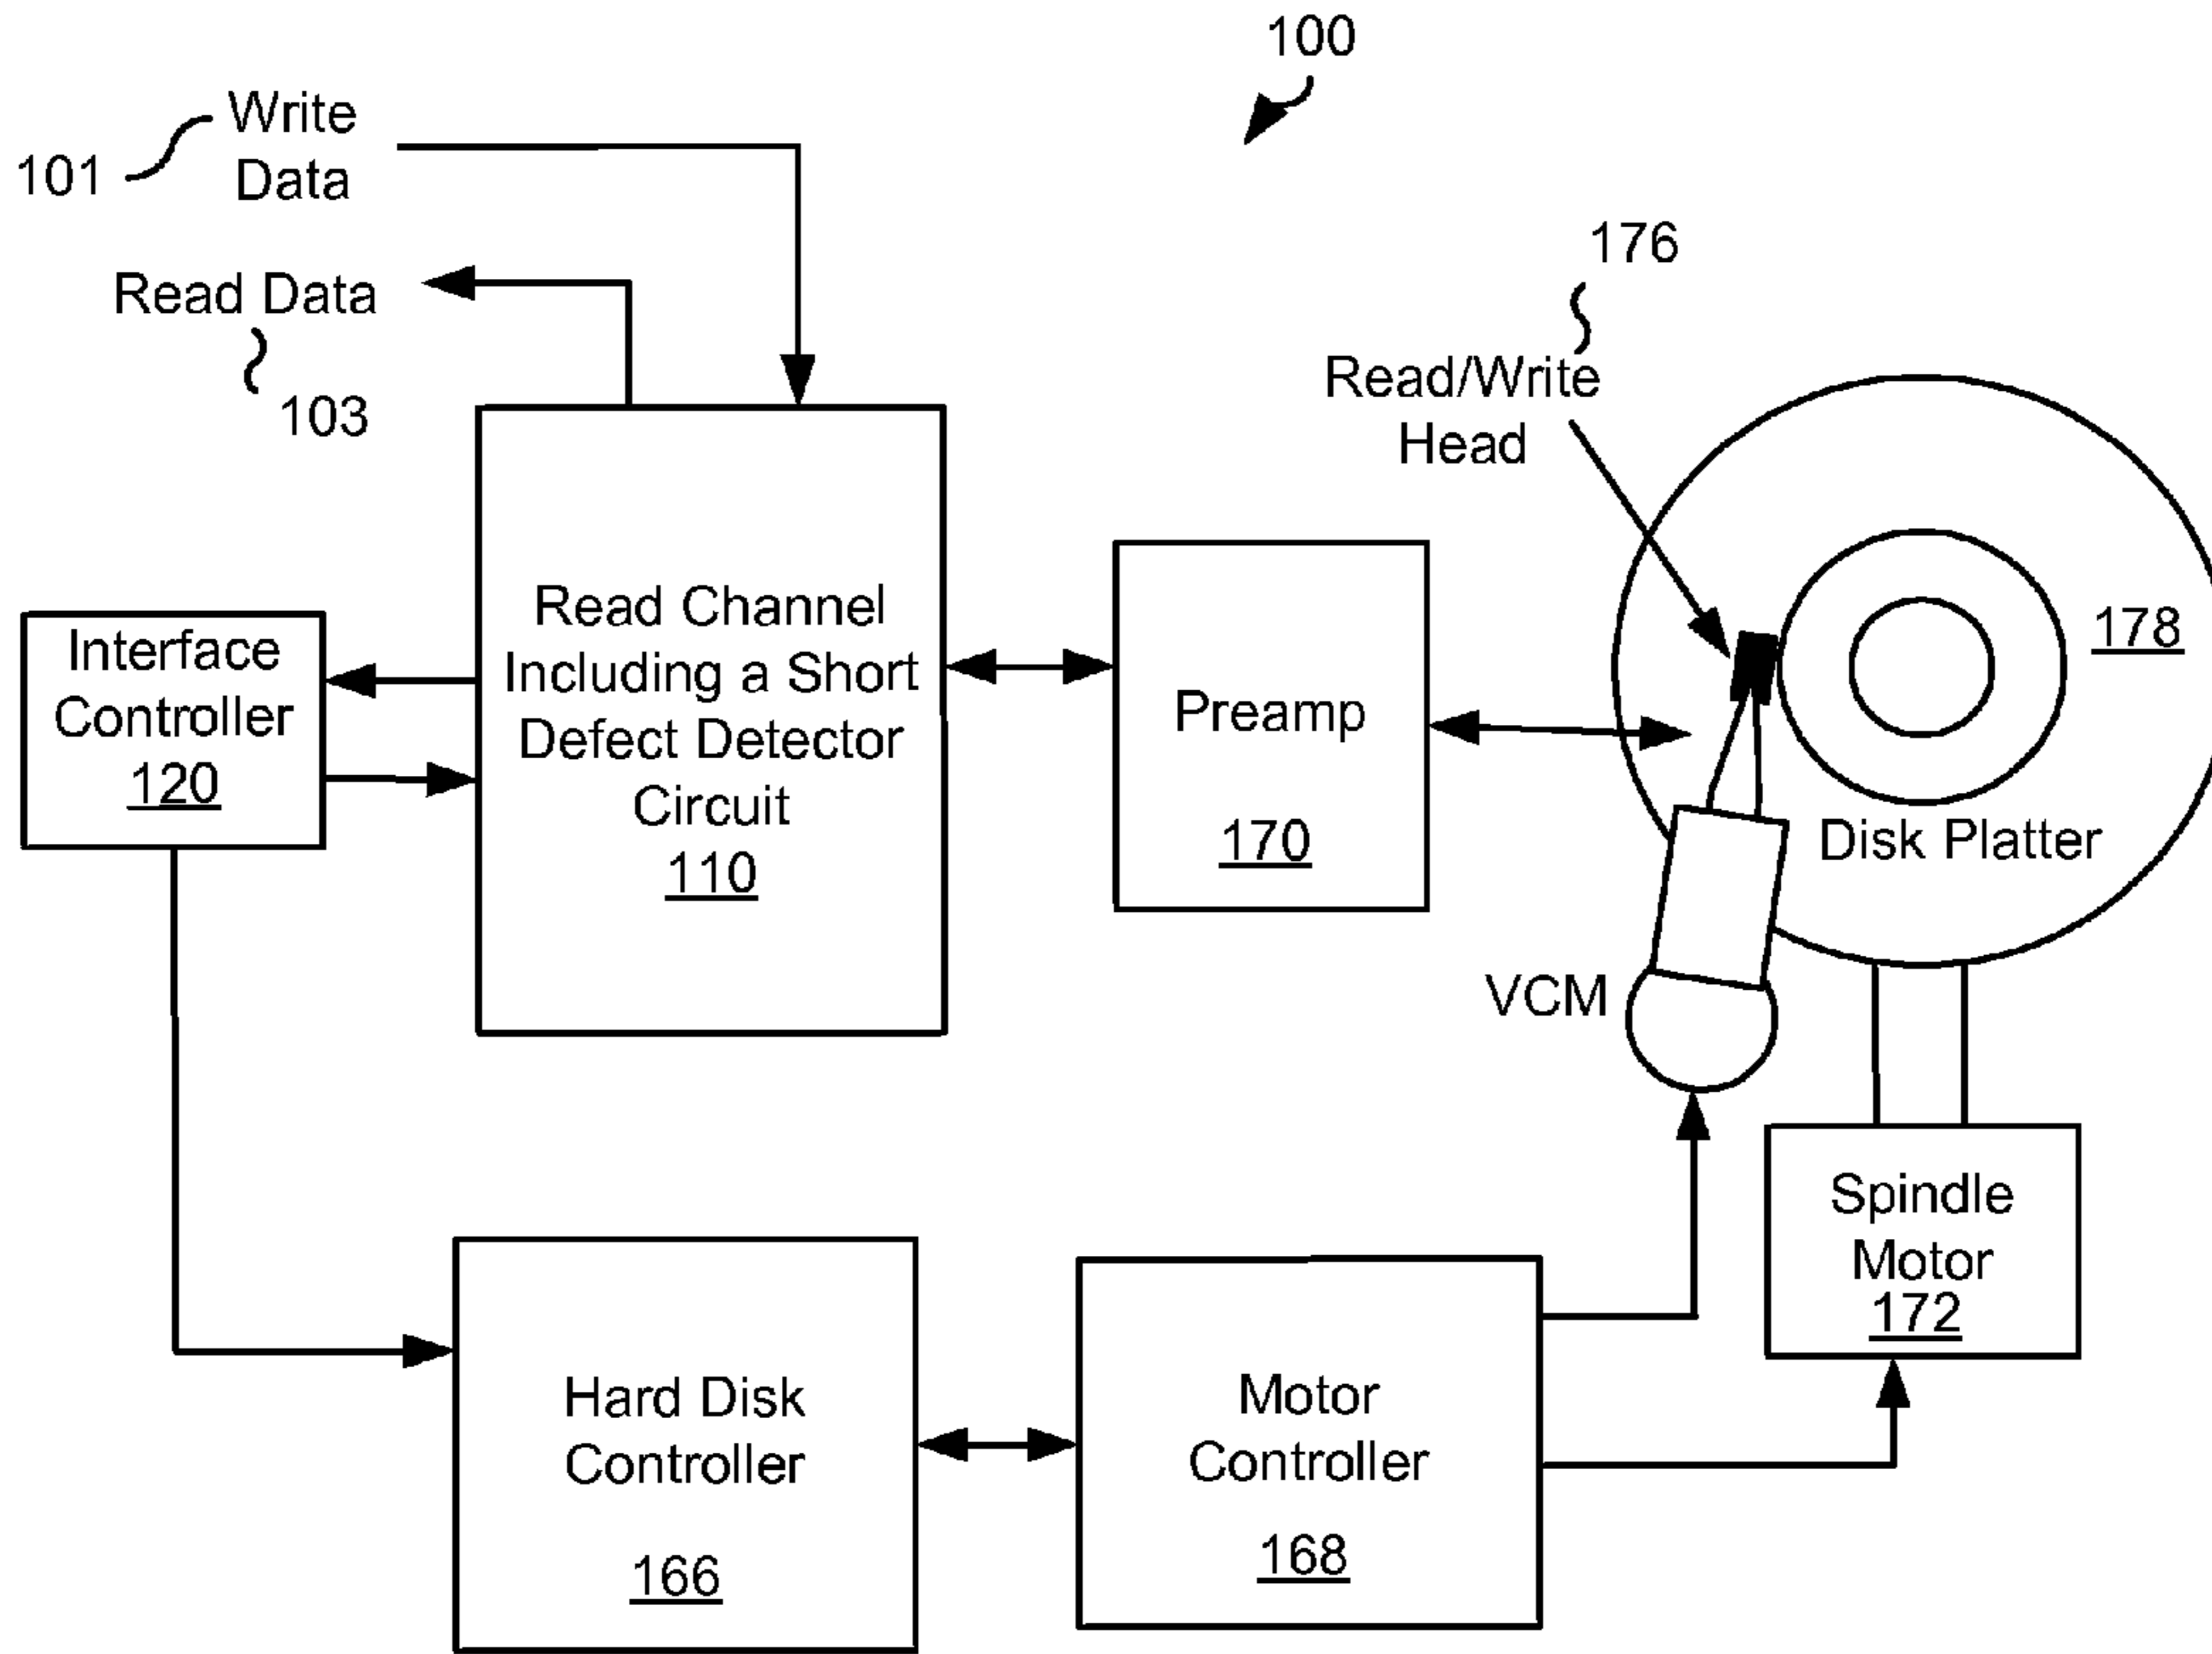 100
Write
Data
101
Read Data
103
176
Read/Write
Head
Interface
Controller
120
Read Channel
Including a Short
Defect Detector
Circuit
110
Preamp
170
178
Disk Platter
VCM
Spindle
Motor
172
Hard Disk
Controller
166
Motor
Controller
168